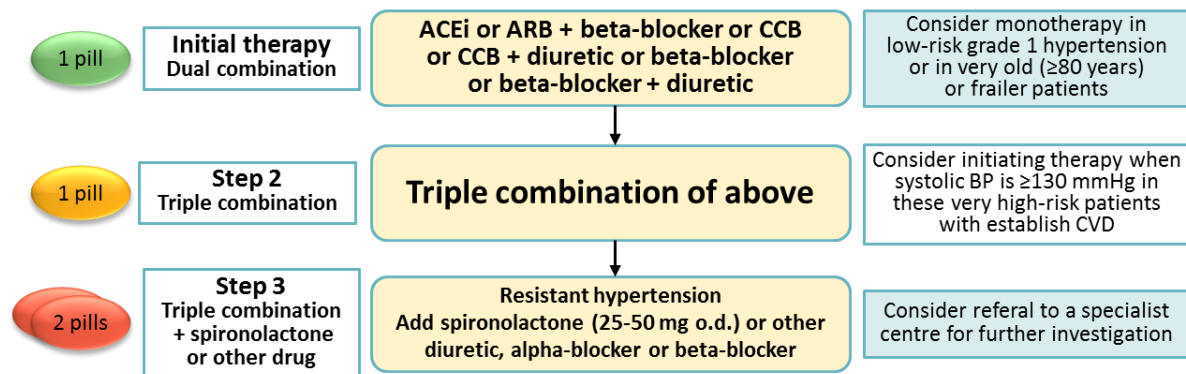 1 pill
Initial therapy
Dual combination
ACEi or ARB + beta-blocker or CCB
or CCB + diuretic or beta-blocker
or beta-blocker + diuretic
Consider monotherapy in
low-risk grade 1 hypertension
or in very old (≥80 years)
or frailer patients
1 pill
Step 2
Triple combination
Triple combination of above
Consider initiating therapy when
systolic BP is ≥130 mmHg in
these very high-risk patients
with establish CVD
2 pills
Step 3
Triple combination
+ spironolactone
or other drug
Resistant hypertension
Add spironolactone (25-50 mg o.d.) or other
diuretic, alpha-blocker or beta-blocker
Consider referal to a specialist
centre for further investigation